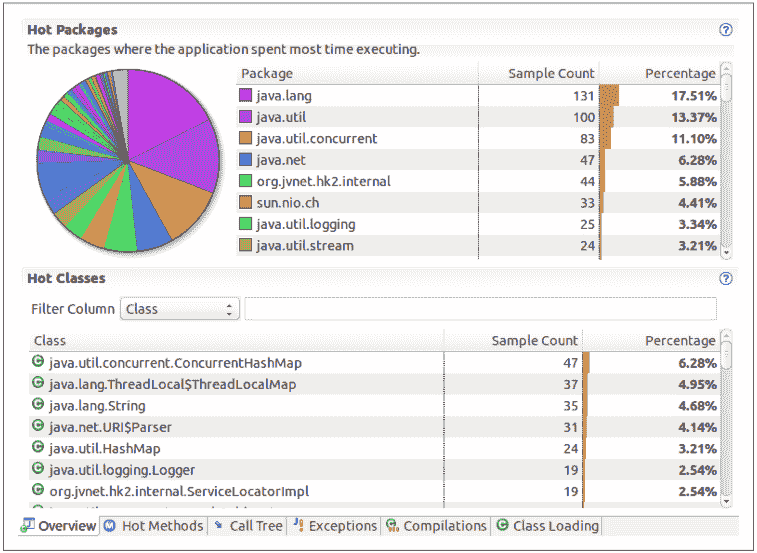 Hot Packages
The packages where the application spent most time executing.
Package Sample Count Percentage
java.lang 131 17.51%
java.util 100 13.37%
java.util.concurrent 83 11.10%
java.net 47 6.28%
org.jvnet.hk2.internal 44 5.88%
sun.nio.ch 33 4.41%
java.util.logging 25 3.34%
java.util.stream 24 3.21%
Hot Classes
Filter Column Class
Class Sample Count Percentage
java.util.concurrent.ConcurrentHashMap 47 6.28%
java.lang.ThreadLocal$ThreadLocalMap 37 4.95%
java.lang.String 35 4.68%
java.net.URI$Parser 31 4.14%
java.util.HashMap 24 3.21%
java.util.logging.Logger 19 2.54%
org.jvnet.hk2.internal.ServiceLocatorImpl 19 2.54%
Overview Hot Methods Call Tree Exceptions Compilations Class Loading